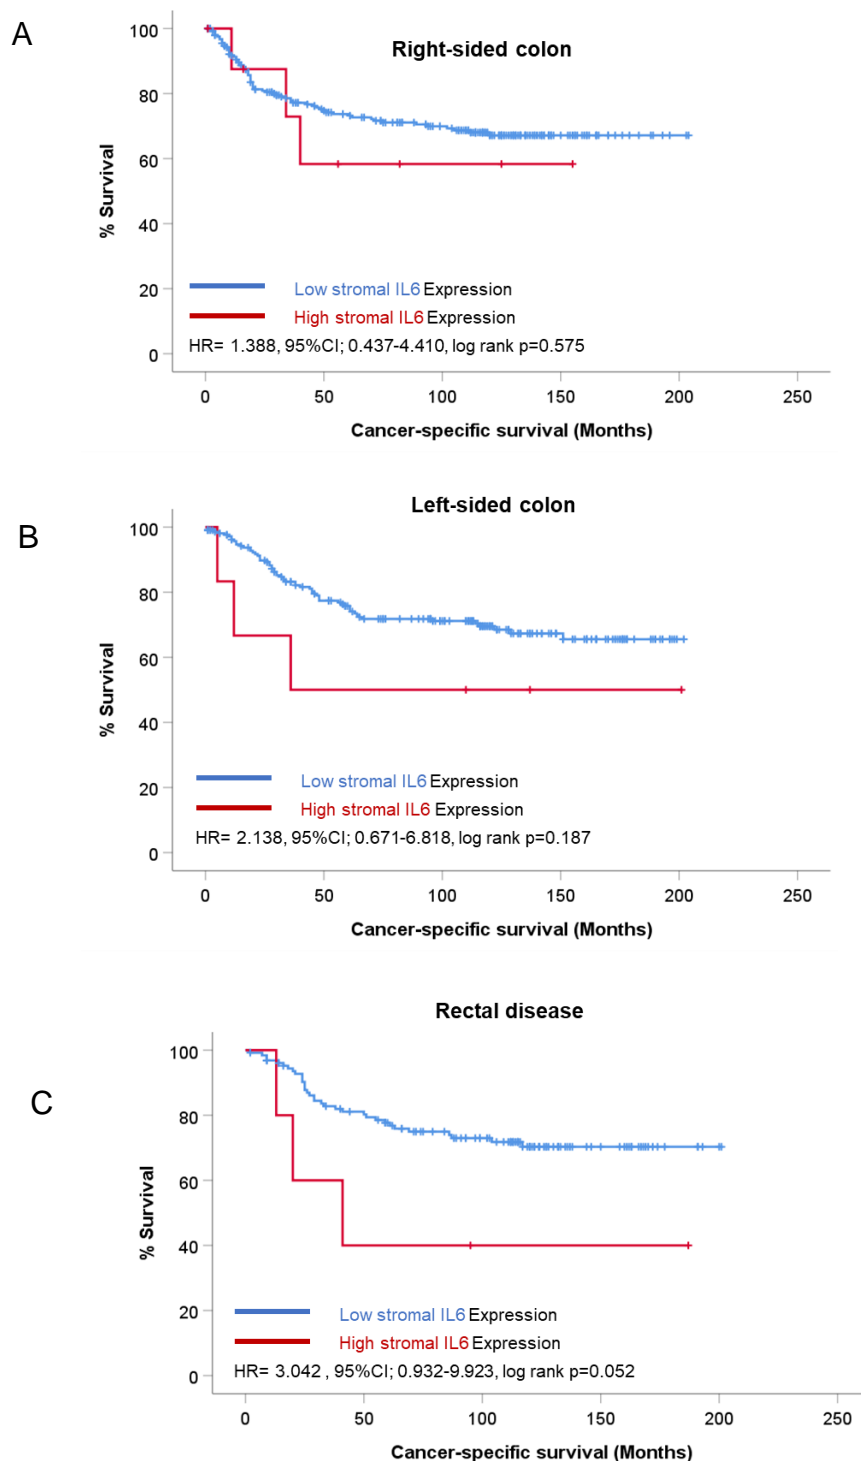 A
Right-sided colon
100
80
60
40
20
0
% Survival
Low stromal IL6 Expression
High stromal IL6 Expression
HR= 1.388, 95%CI; 0.437-4.410, log rank p=0.575
0 50 100 150 200 250
Cancer-specific survival (Months)
B
Left-sided colon
100
80
60
40
20
0
% Survival
Low stromal IL6 Expression
High stromal IL6 Expression
HR= 2.138, 95%CI; 0.671-6.818, log rank p=0.187
0 50 100 150 200 250
Cancer-specific survival (Months)
C
Rectal disease
100
80
60
40
20
0
% Survival
Low stromal IL6 Expression
High stromal IL6 Expression
HR= 3.042 , 95%CI; 0.932-9.923, log rank p=0.052
0 50 100 150 200 250
Cancer-specific survival (Months)